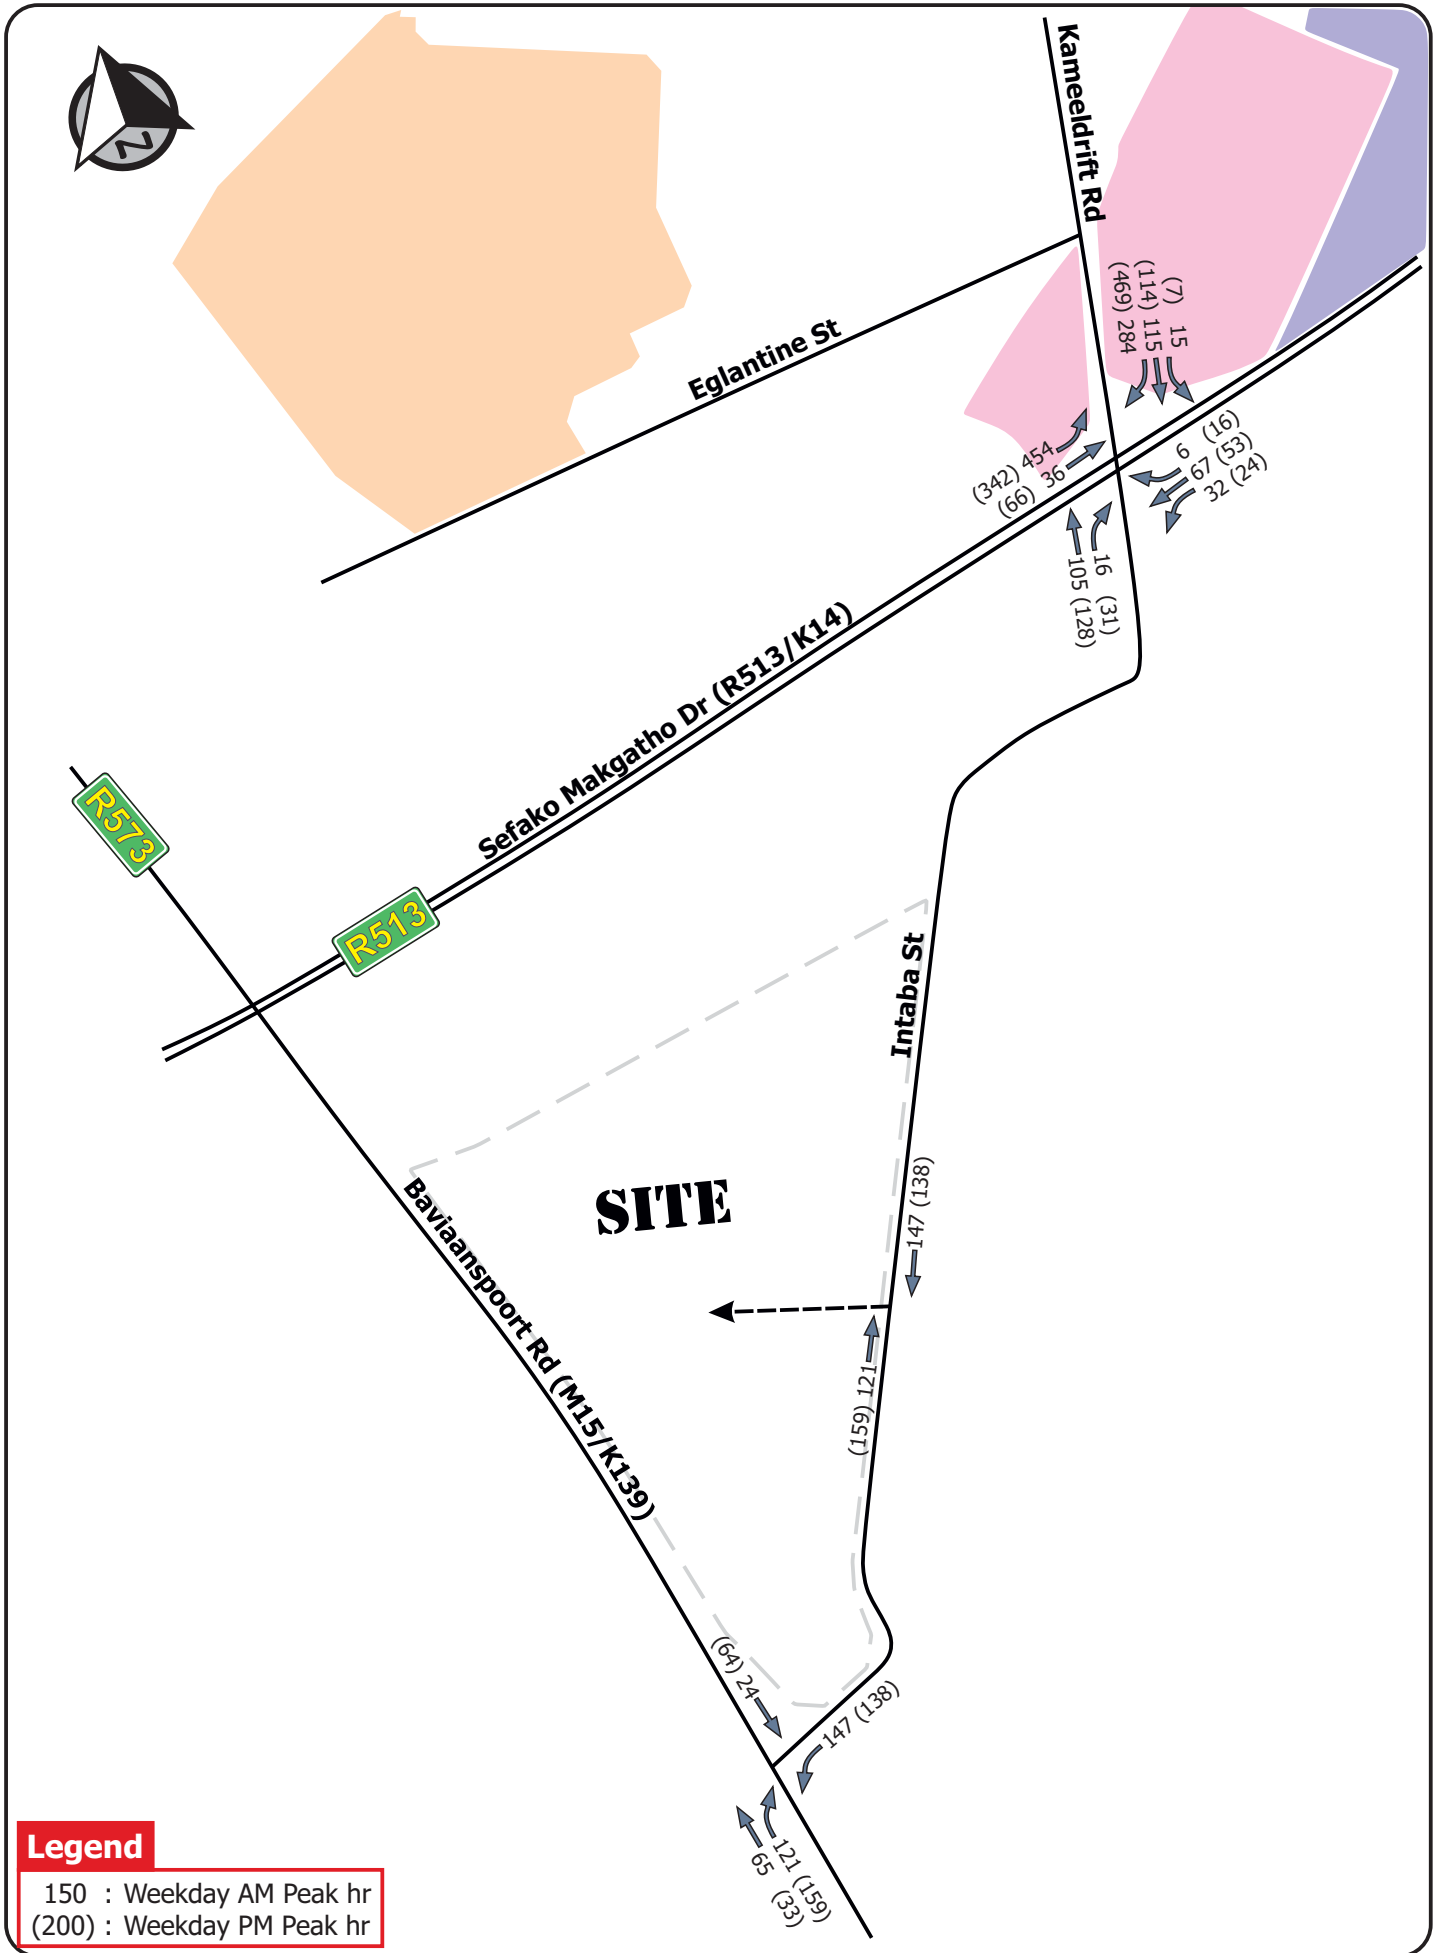 N
Kameeldrift Rd
(7) 15
(114) 115
(469) 284
Eglantine St
(342) 454
(66) 36
6 (16)
67 (53)
32 (24)
16 (31)
105 (128)
Sefako Makgatho Dr (R513/K14)
R573
R513
Intaba St
SITE
147 (138)
(159) 121
Baviaanspoort Rd (M15/K139)
(64) 24
147 (138)
121 (159)
65 (33)
Legend
150 : Weekday AM Peak hr
(200) : Weekday PM Peak hr